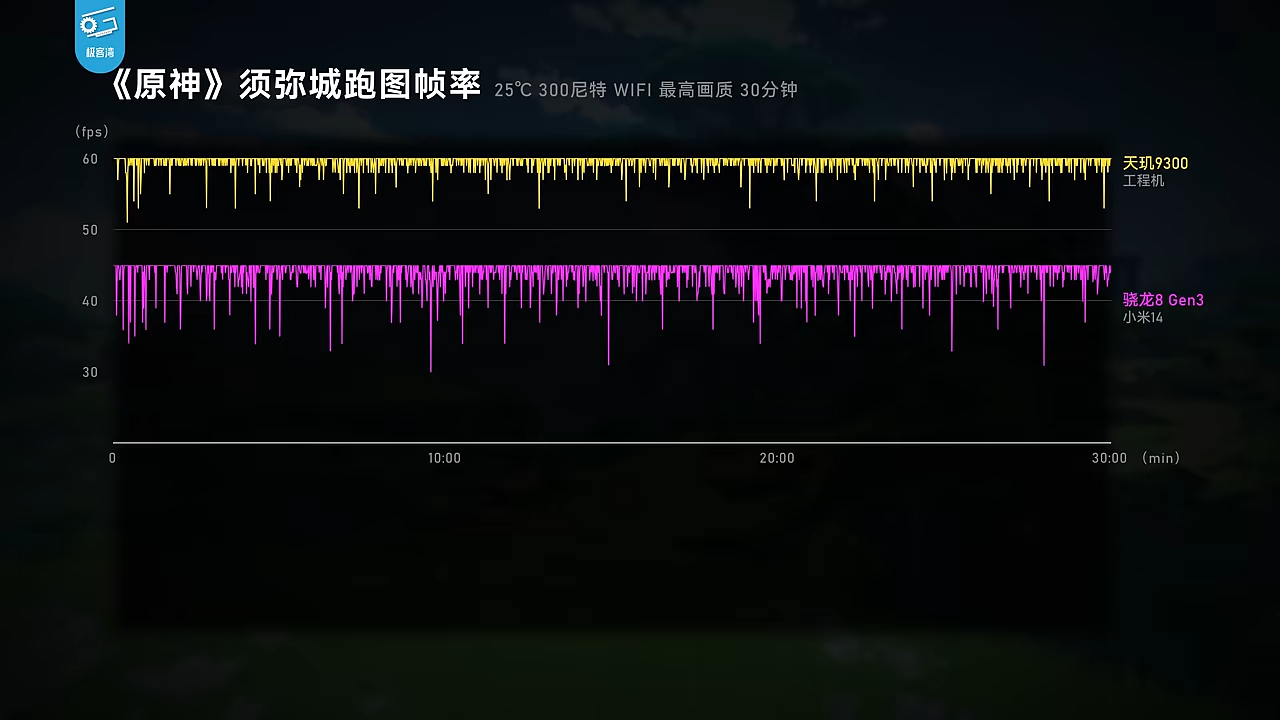 极客湾
《原神》须弥城跑图帧率 25℃ 300尼特 WIFI 最高画质 30分钟
(fps)
60
天玑9300
工程机
50
40
骁龙8 Gen3
小米14
30
0 10:00 20:00 30:00 (min)